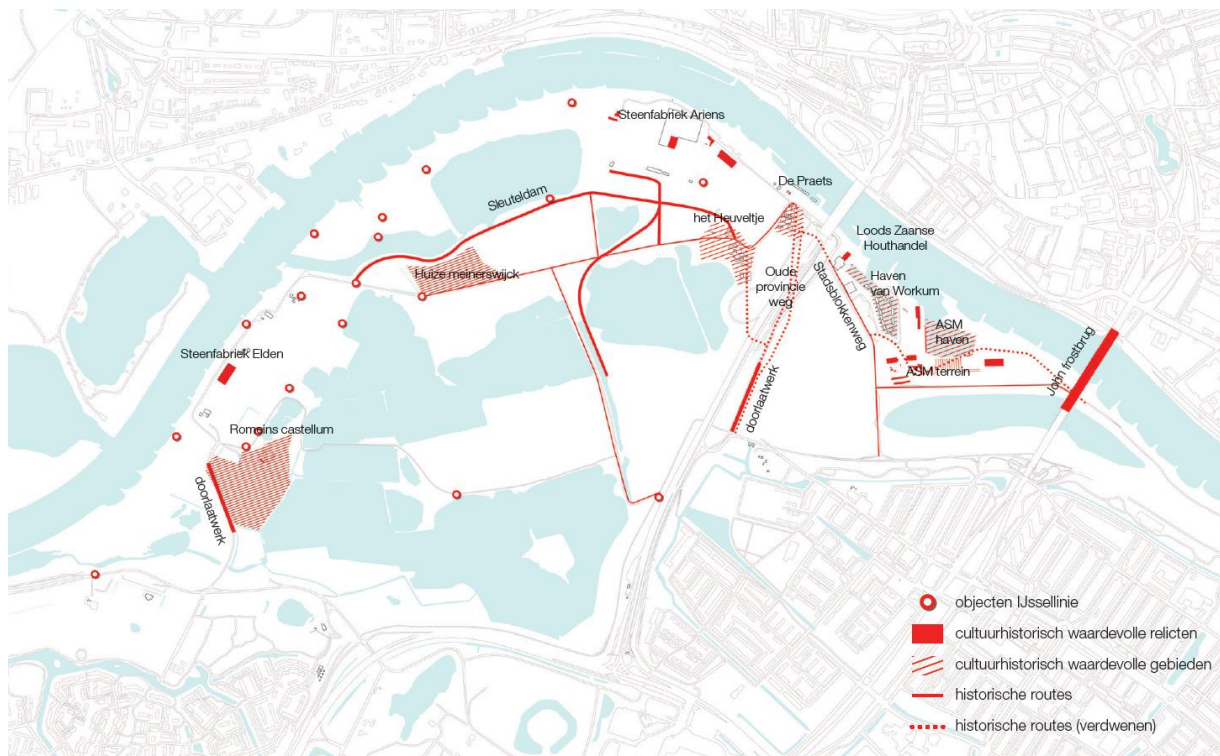 Steenfabriek Ariens
De Praets
Sleuteldam
het Heuveltje
Loods Zaanse
Houthandel
Huize meinerswijck
Oude
provincie
weg
Stadsblokkenweg
Haven
van Workum
ASM
haven
John frostbrug
Steenfabriek Elden
ASM terrein
doorlaatwerk
Romeins castellum
doorlaatwerk
objecten IJssellinie
cultuurhistorisch waardevolle relicten
cultuurhistorisch waardevolle gebieden
historische routes
historische routes (verdwenen)